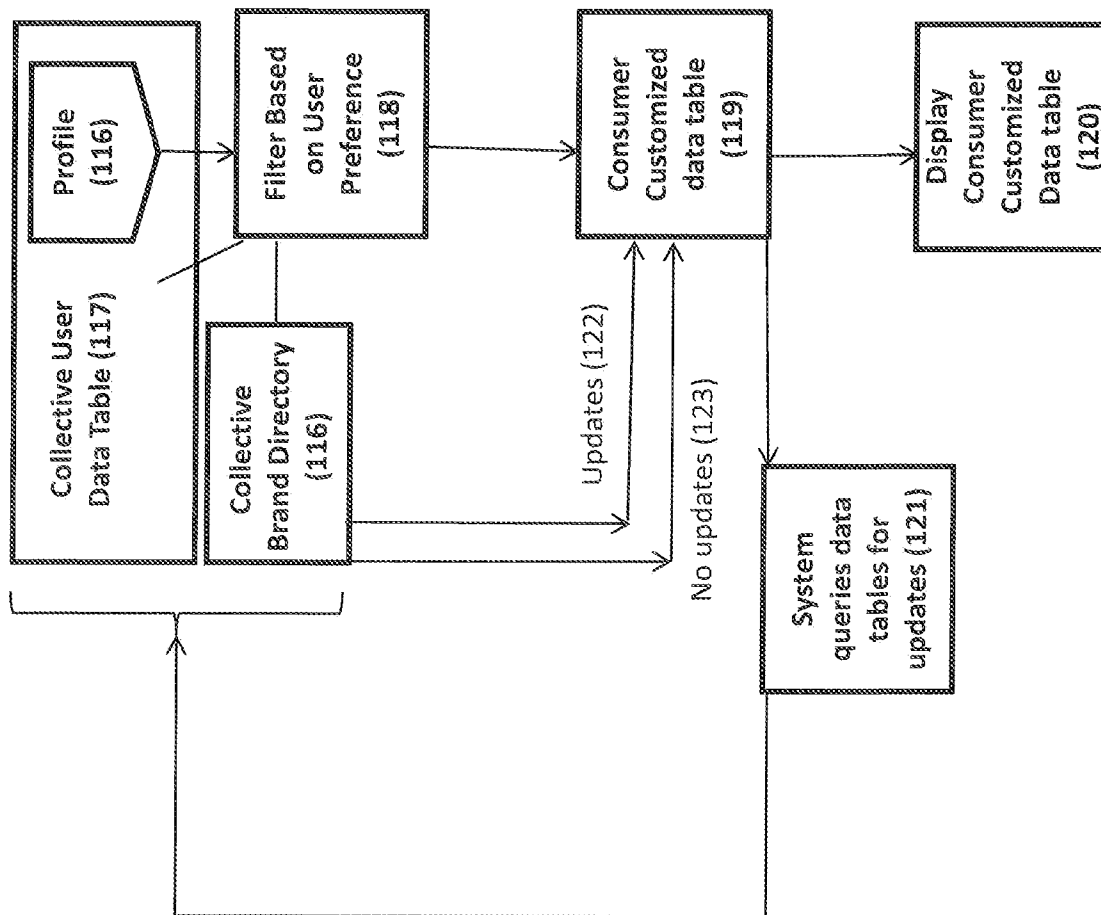 Collective User
Data Table (117)
Profile
(116)
Collective
Brand Directory
(116)
Filter Based
on User
Preference
(118)
Updates (122)
No updates (123)
Consumer
Customized
data table
(119)
System
queries data
tables for
updates (121)
Display
Consumer
Customized
Data table
(120)